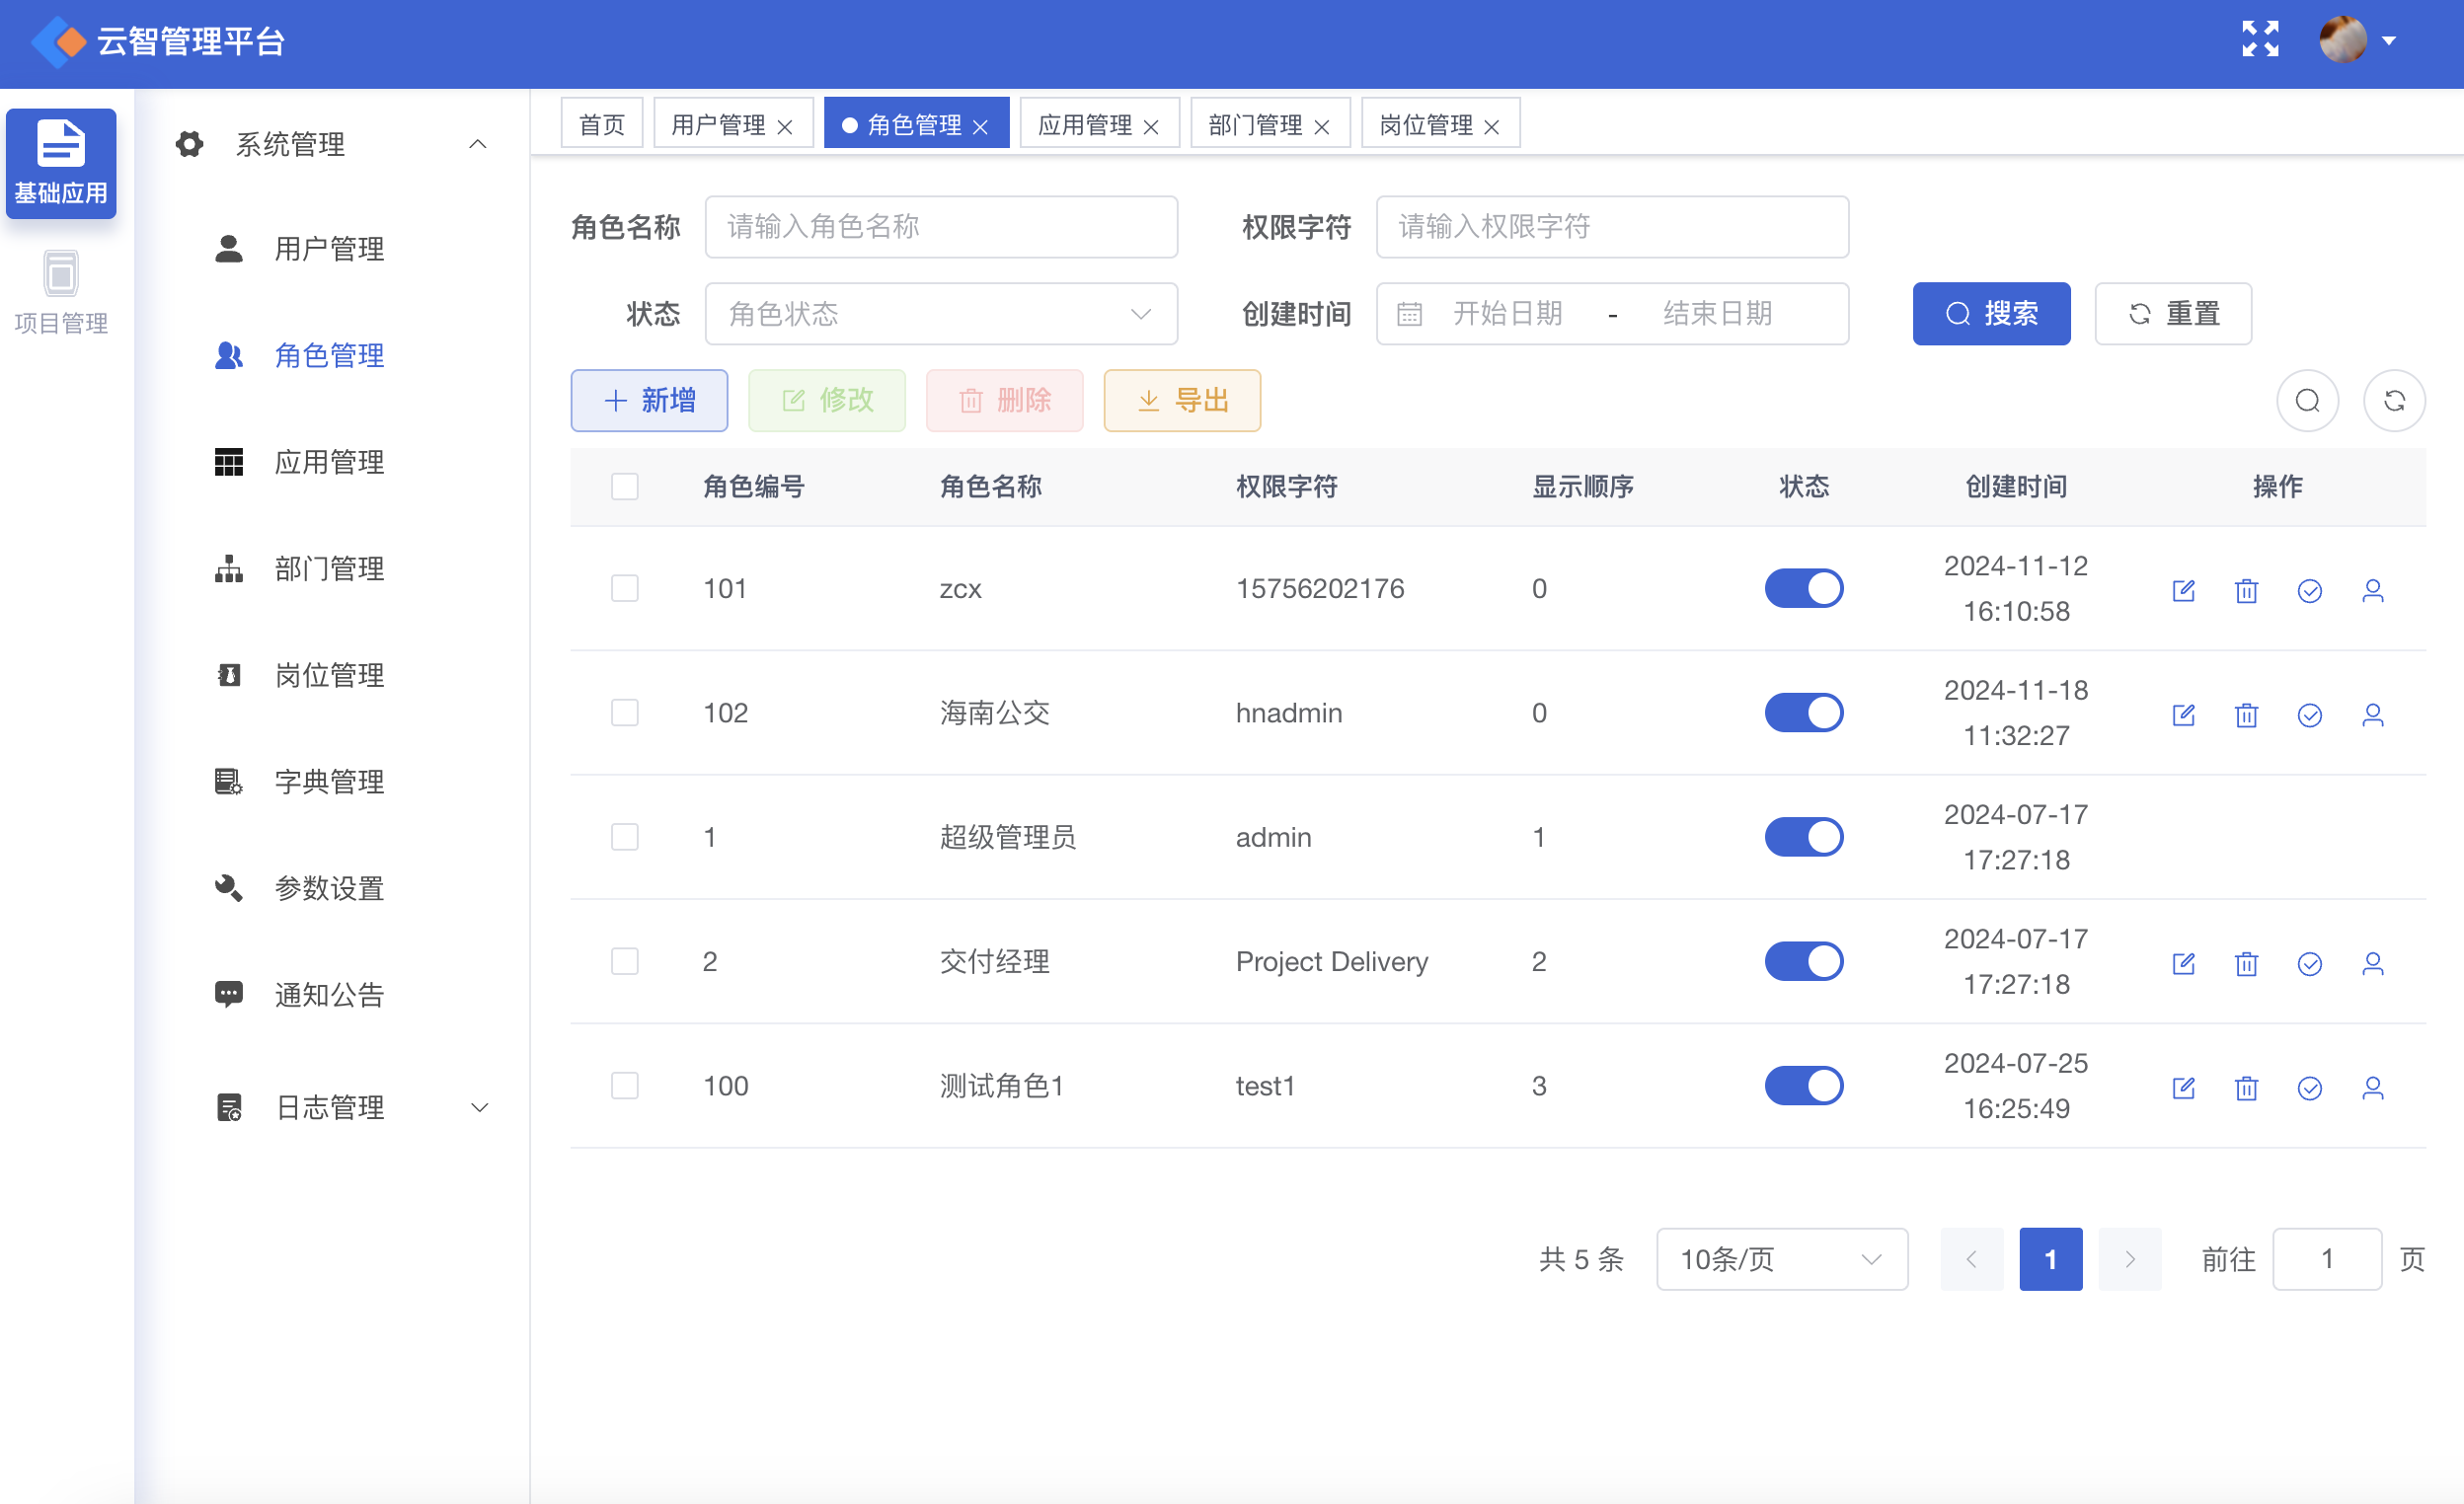 云智管理平台
基础应用
项目管理
系统管理
用户管理
角色管理
应用管理
部门管理
岗位管理
字典管理
参数设置
通知公告
日志管理
首页 用户管理 角色管理 应用管理 部门管理 岗位管理
角色名称 请输入角色名称 权限字符 请输入权限字符
状态 角色状态 创建时间 开始日期 - 结束日期 搜索 重置
新增 修改 删除 导出
角色编号 角色名称 权限字符 显示顺序 状态 创建时间 操作
101 zcx 15756202176 0 2024-11-12
16:10:58
102 海南公交 hnadmin 0 2024-11-18
11:32:27
1 超级管理员 admin 1 2024-07-17
17:27:18
2 交付经理 Project Delivery 2 2024-07-17
17:27:18
100 测试角色1 test1 3 2024-07-25
16:25:49
共 5 条 10条/页 1 前往 1 页